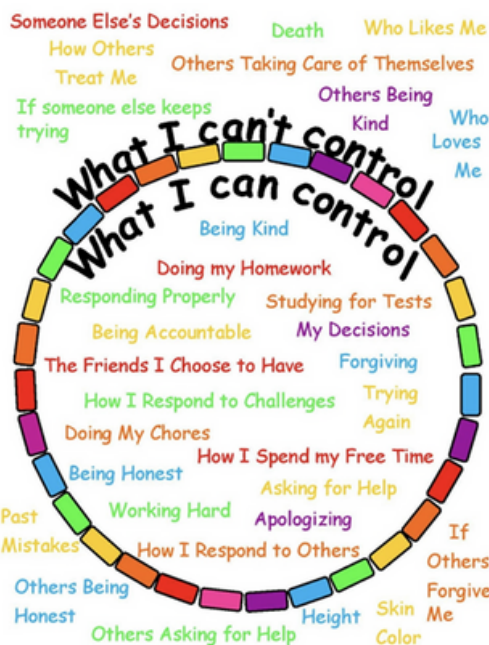 Someone Else's Decisions
Death
Who Likes Me
How Others
Treat Me
Others Taking Care of Themselves
If someone else keeps
trying
Others Being
Kind
Who
Loves
Me
What I can't control
What I can control
Being Kind
Doing my Homework
Responding Properly
Studying for Tests
Being Accountable
My Decisions
The Friends I Choose to Have
Forgiving
How I Respond to Challenges
Trying
Again
Doing My Chores
How I Spend my Free Time
Being Honest
Asking for Help
Working Hard
Apologizing
Past
Mistakes
How I Respond to Others
If
Others
Forgive
Me
Others Being
Honest
Height
Skin
Color
Others Asking for Help